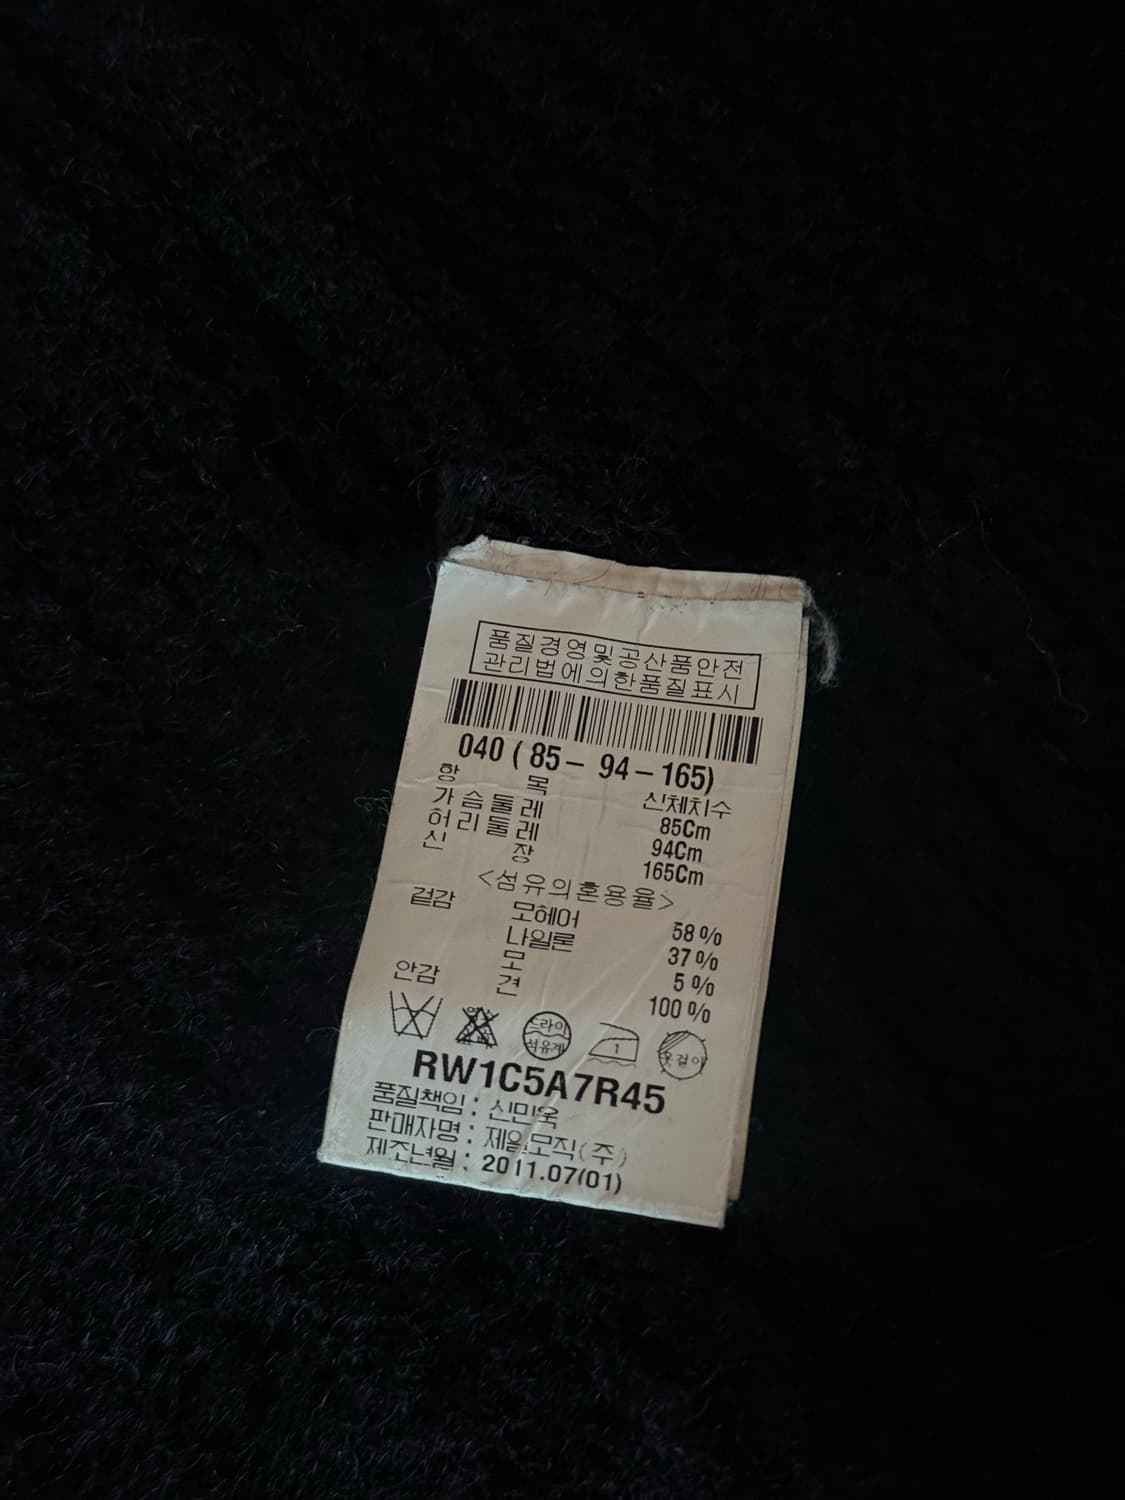 품질경영및공산품안전
관리법에의한품질표시
040 ( 85 – 94 – 165)
항 목 신체치수
가슴둘레 85Cm
허리둘레 94Cm
신 장 165Cm
<섬유의혼용율>
겉감 모헤어 58 %
나일론 37 %
모 5 %
안감 견 100 %
드라이 1 옷걸이
석유계
RW1C5A7R45
품질책임 : 신민욱
판매자명 : 제일모직(주)
제조년월 : 2011.07(01)